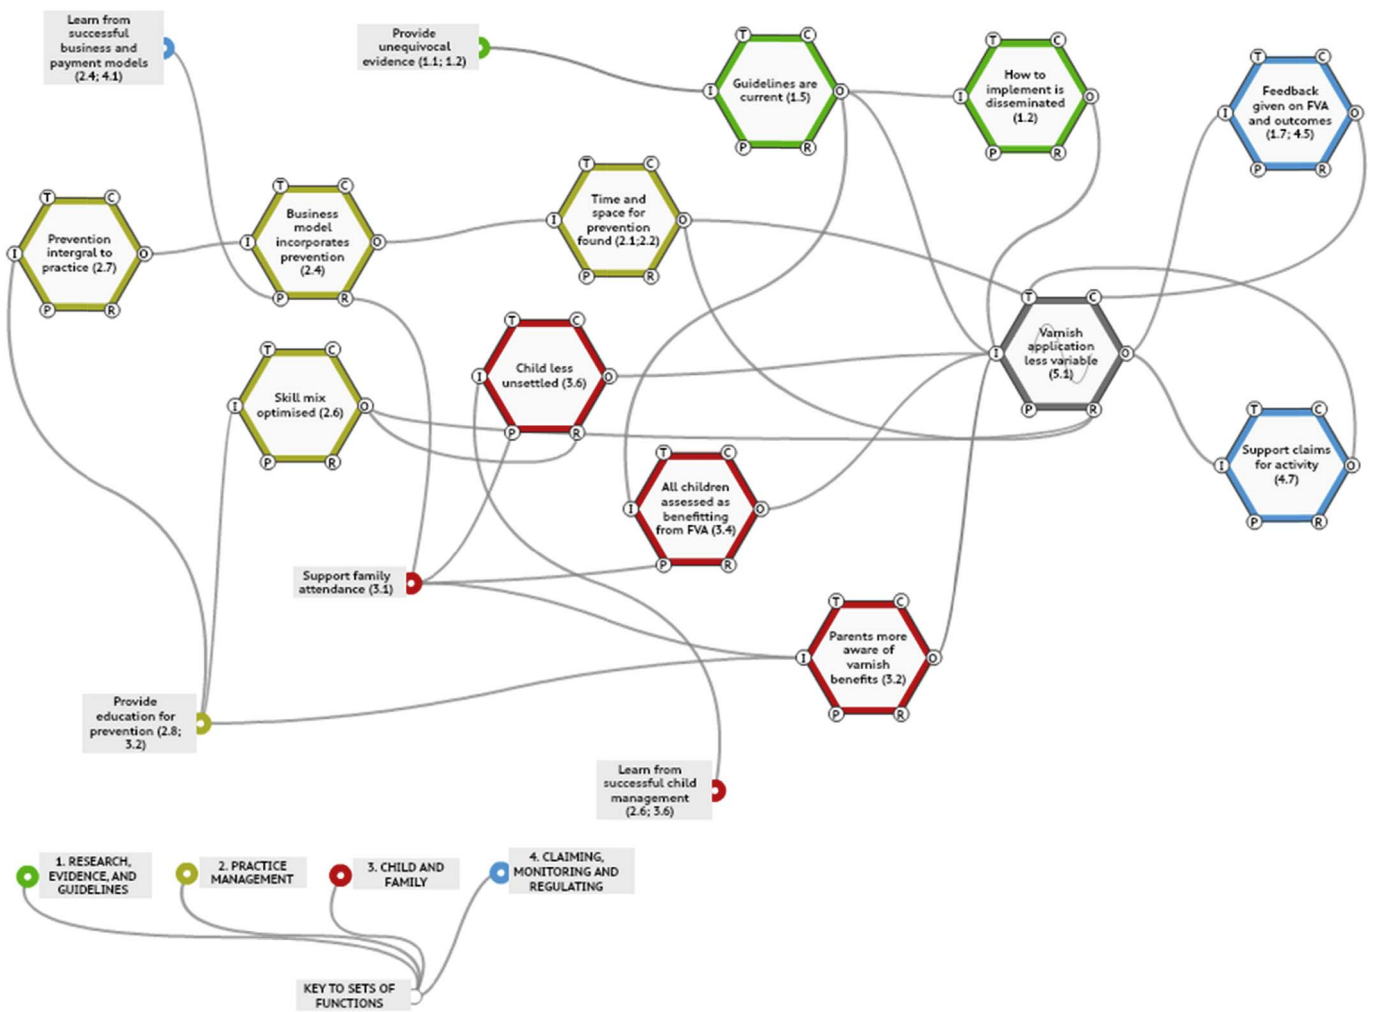 Learn from
successful
business and
payment models
(2.4; 4.1)
Provide
unequivocal
evidence (1.1; 1.2)
T C
I Guidelines are O
current (1.5)
P R
T C
How to
I implement is O
disseminated
(1.2)
P R
T C
Feedback
I given on FVA O
and outcomes
(1.7; 4.5)
P R
T C
Prevention
I intergral to O
practice (2.7)
P R
T C
Business
model
I incorporates O
prevention
(2.4)
P R
T C
Time and
I space for O
prevention
found (2.1;2.2)
P R
T C
Varnish
application
I less variable O
(5.1)
P R
T C
Child less
I unsettled (3.6) O
P R
T C
Skill mix
I optimised (2.6) O
P R
T C
All children
assessed as
I benefitting O
from FVA (3.4)
P R
T C
Support claims
I for activity O
(4.7)
P R
Support family
attendance (3.1)
T C
Parents more
aware of
I varnish O
benefits (3.2)
P R
Provide
education for
prevention (2.8;
3.2)
Learn from
successful child
management
(2.6; 3.6)
1. RESEARCH,
EVIDENCE, AND
GUIDELINES
2. PRACTICE
MANAGEMENT
3. CHILD AND
FAMILY
4. CLAIMING,
MONITORING AND
REGULATING
KEY TO SETS OF
FUNCTIONS